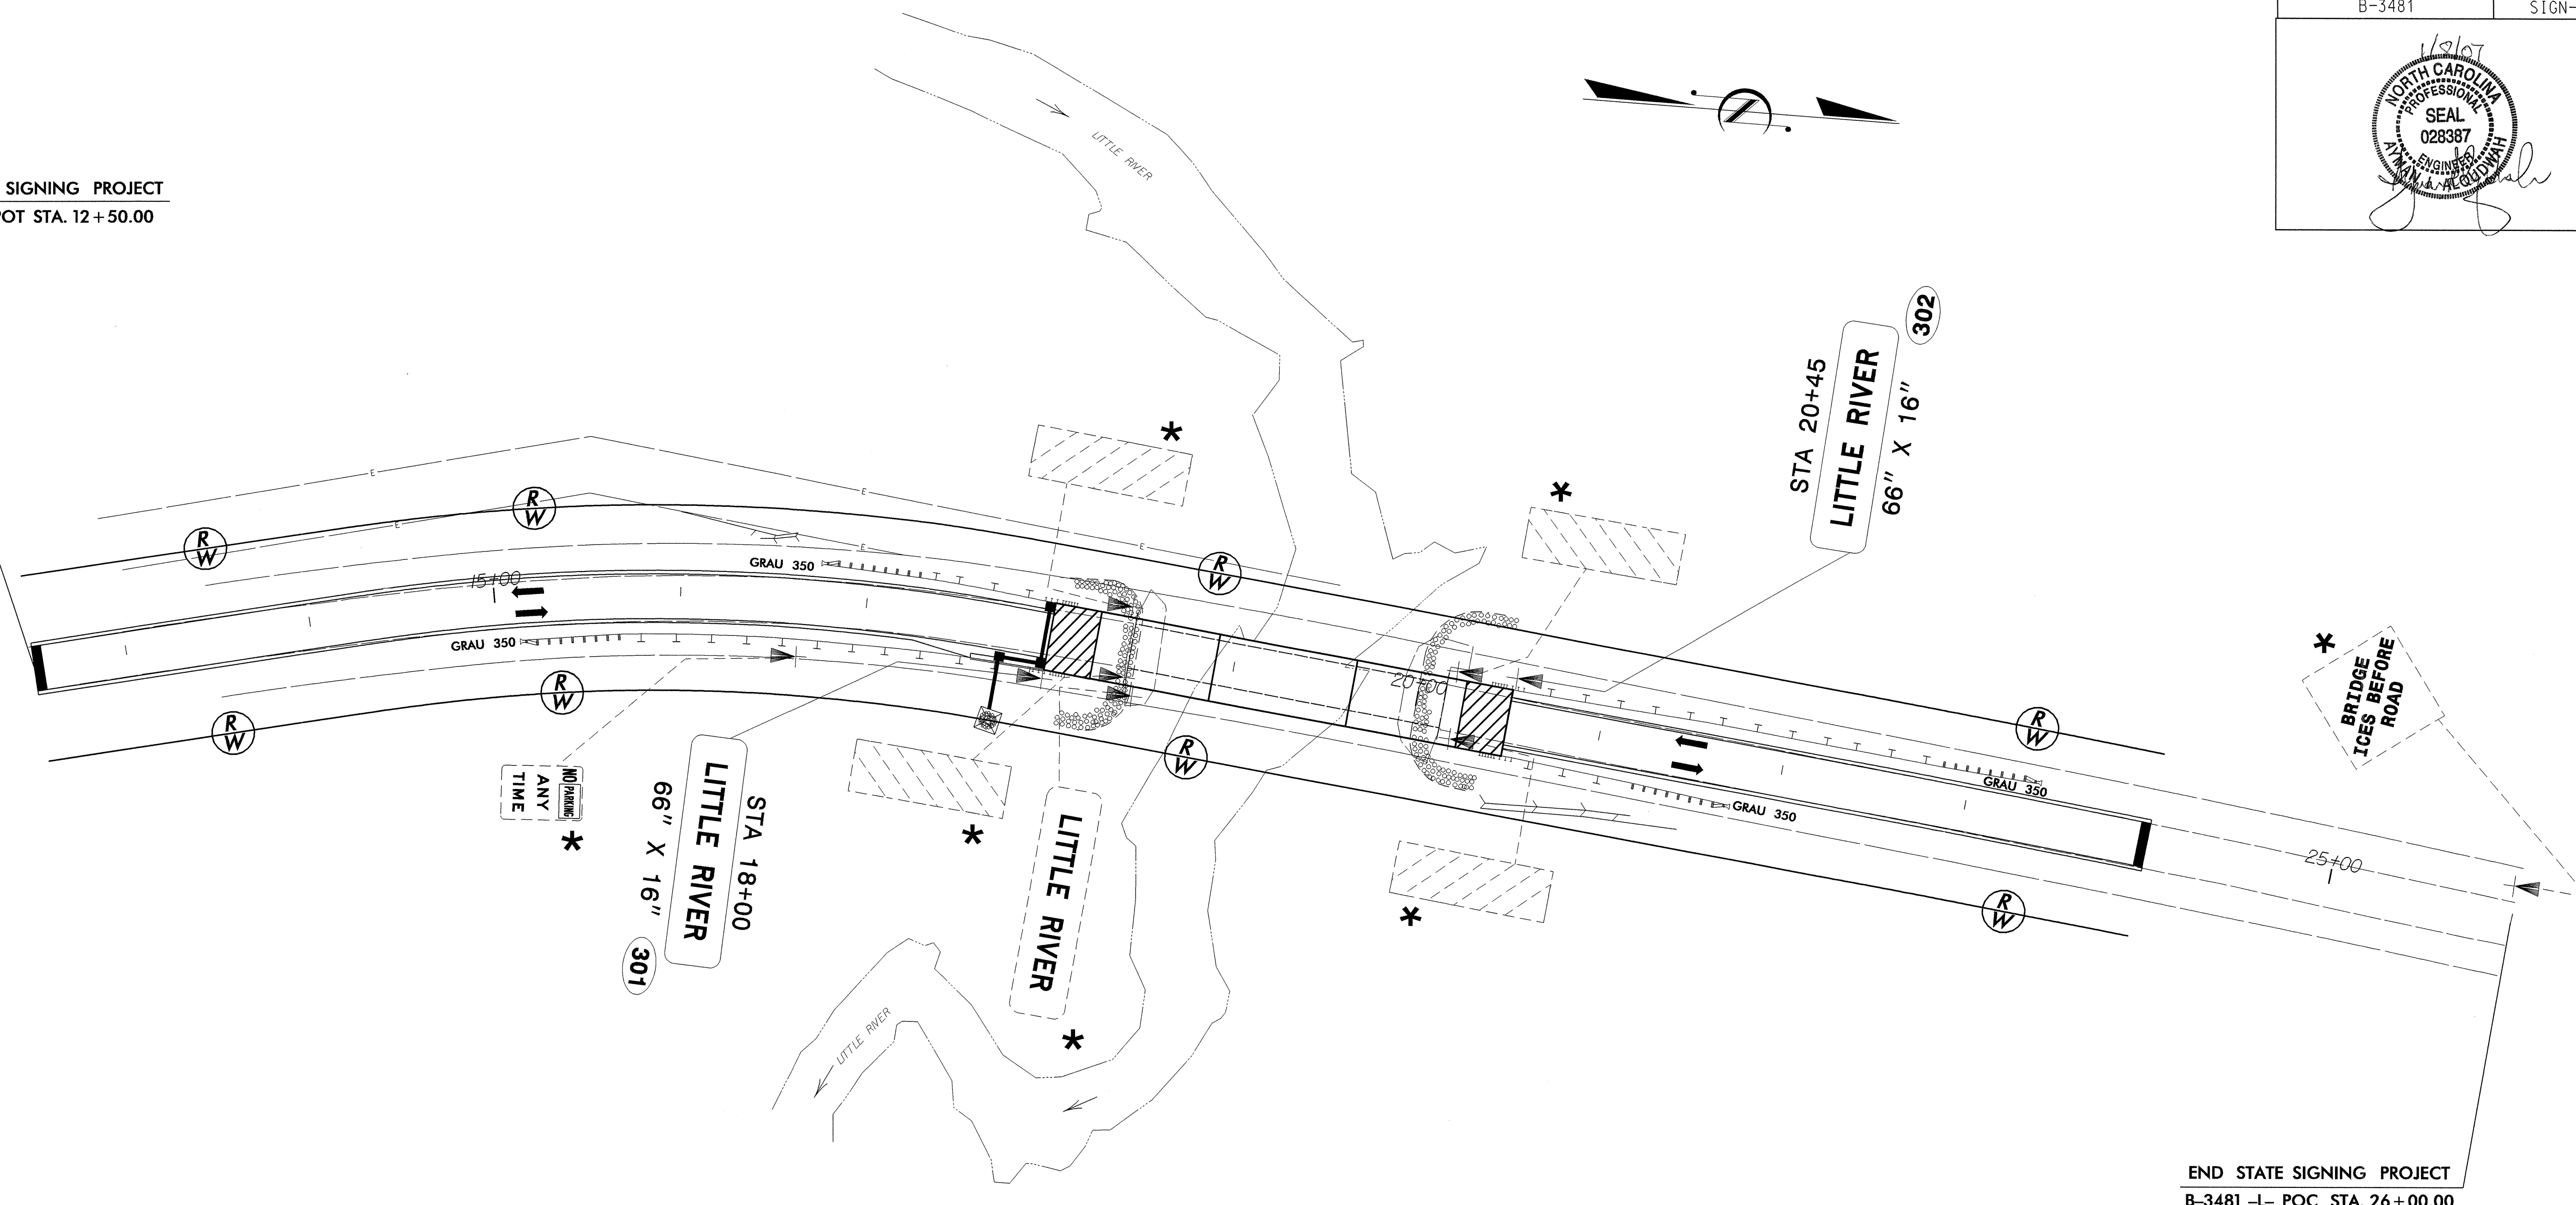 B-3481
SIGN-
1/8/07
NORTH CAROLINA
PROFESSIONAL
SEAL
028387
ENGINEER
AYMAN J. ALQUDWAH
SIGNING PROJECT
POT STA. 12+50.00
LITTLE RIVER
302
STA 20+45
LITTLE RIVER
66" X 16"
*
*
E
E
E
E
E
R/W
R/W
R/W
GRAU 350
15+00
GRAU 350
20+00
R/W
R/W
R/W
R/W
R/W
GRAU 350
GRAU 350
*
BRIDGE
ICES BEFORE
ROAD
25+00
NO PARKING
ANY
TIME
*
STA 18+00
LITTLE RIVER
66" X 16"
301
*
LITTLE RIVER
*
*
LITTLE RIVER
END STATE SIGNING PROJECT
B-3481 -L- POC STA. 26+00.00